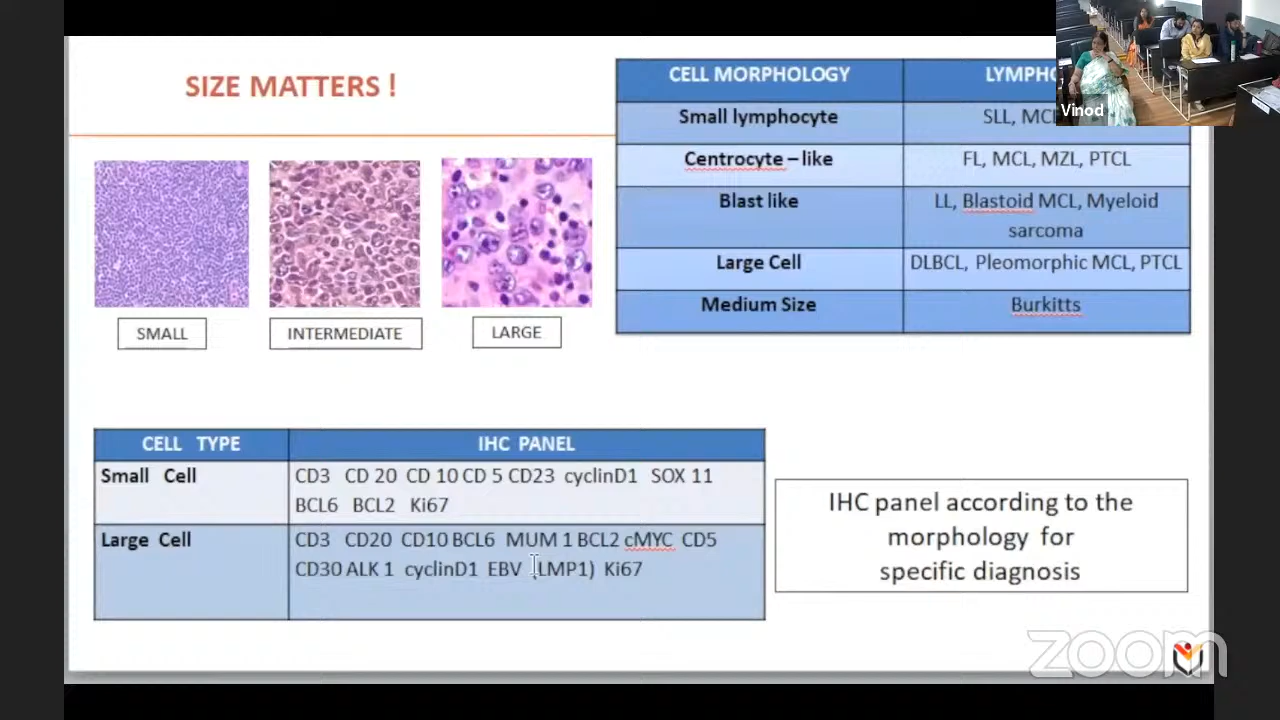 SIZE MATTERS !
SMALL
INTERMEDIATE
LARGE
CELL MORPHOLOGY
Small lymphocyte SLL,
Centrocyte – like FL, MCL, MZL, PTCL
Blast like LL, Blastoid MCL, Myeloid
sarcoma
Large Cell DLBCL, Pleomorphic MCL, PTCL
Medium Size Burkitts
Vinod
CELL TYPE IHC PANEL
Small Cell CD3 CD 20 CD 10 CD 5 CD23 cyclinD1 SOX 11
BCL6 BCL2 Ki67
Large Cell CD3 CD20 CD10 BCL6 MUM 1 BCL2 cMYC CD5
CD30 ALK 1 cyclinD1 EBV (LMP1) Ki67
IHC panel according to the
morphology for
specific diagnosis
zoom